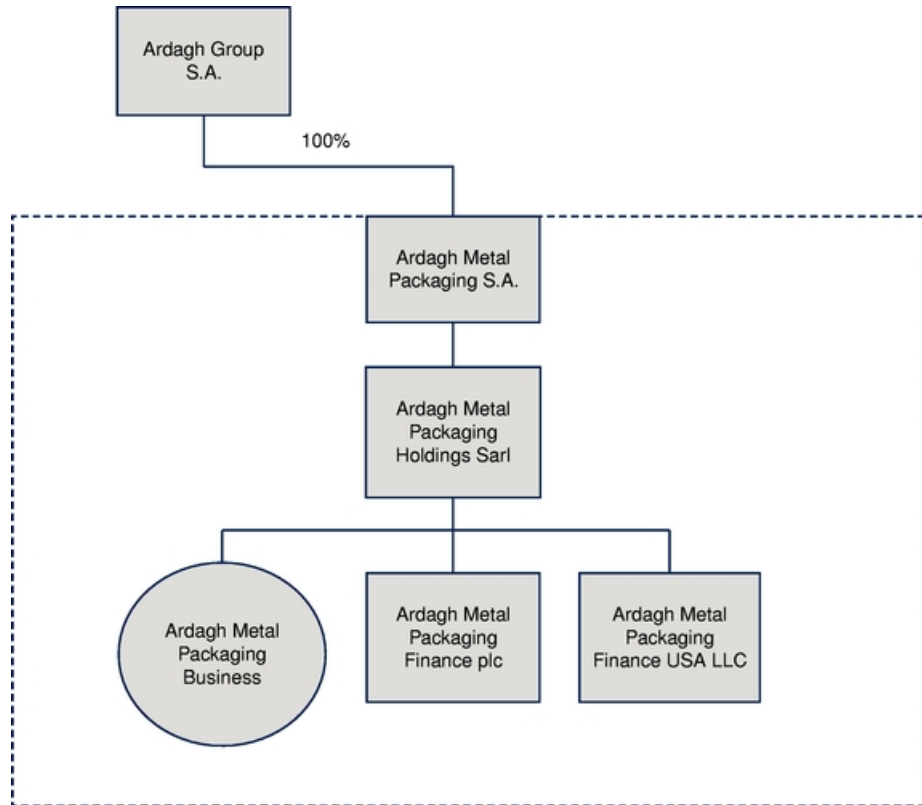 Ardagh Group
S.A.
100%
Ardagh Metal
Packaging S.A.
Ardagh Metal
Packaging
Holdings Sarl
Ardagh Metal
Packaging
Business
Ardagh Metal
Packaging
Finance plc
Ardagh Metal
Packaging
Finance USA LLC